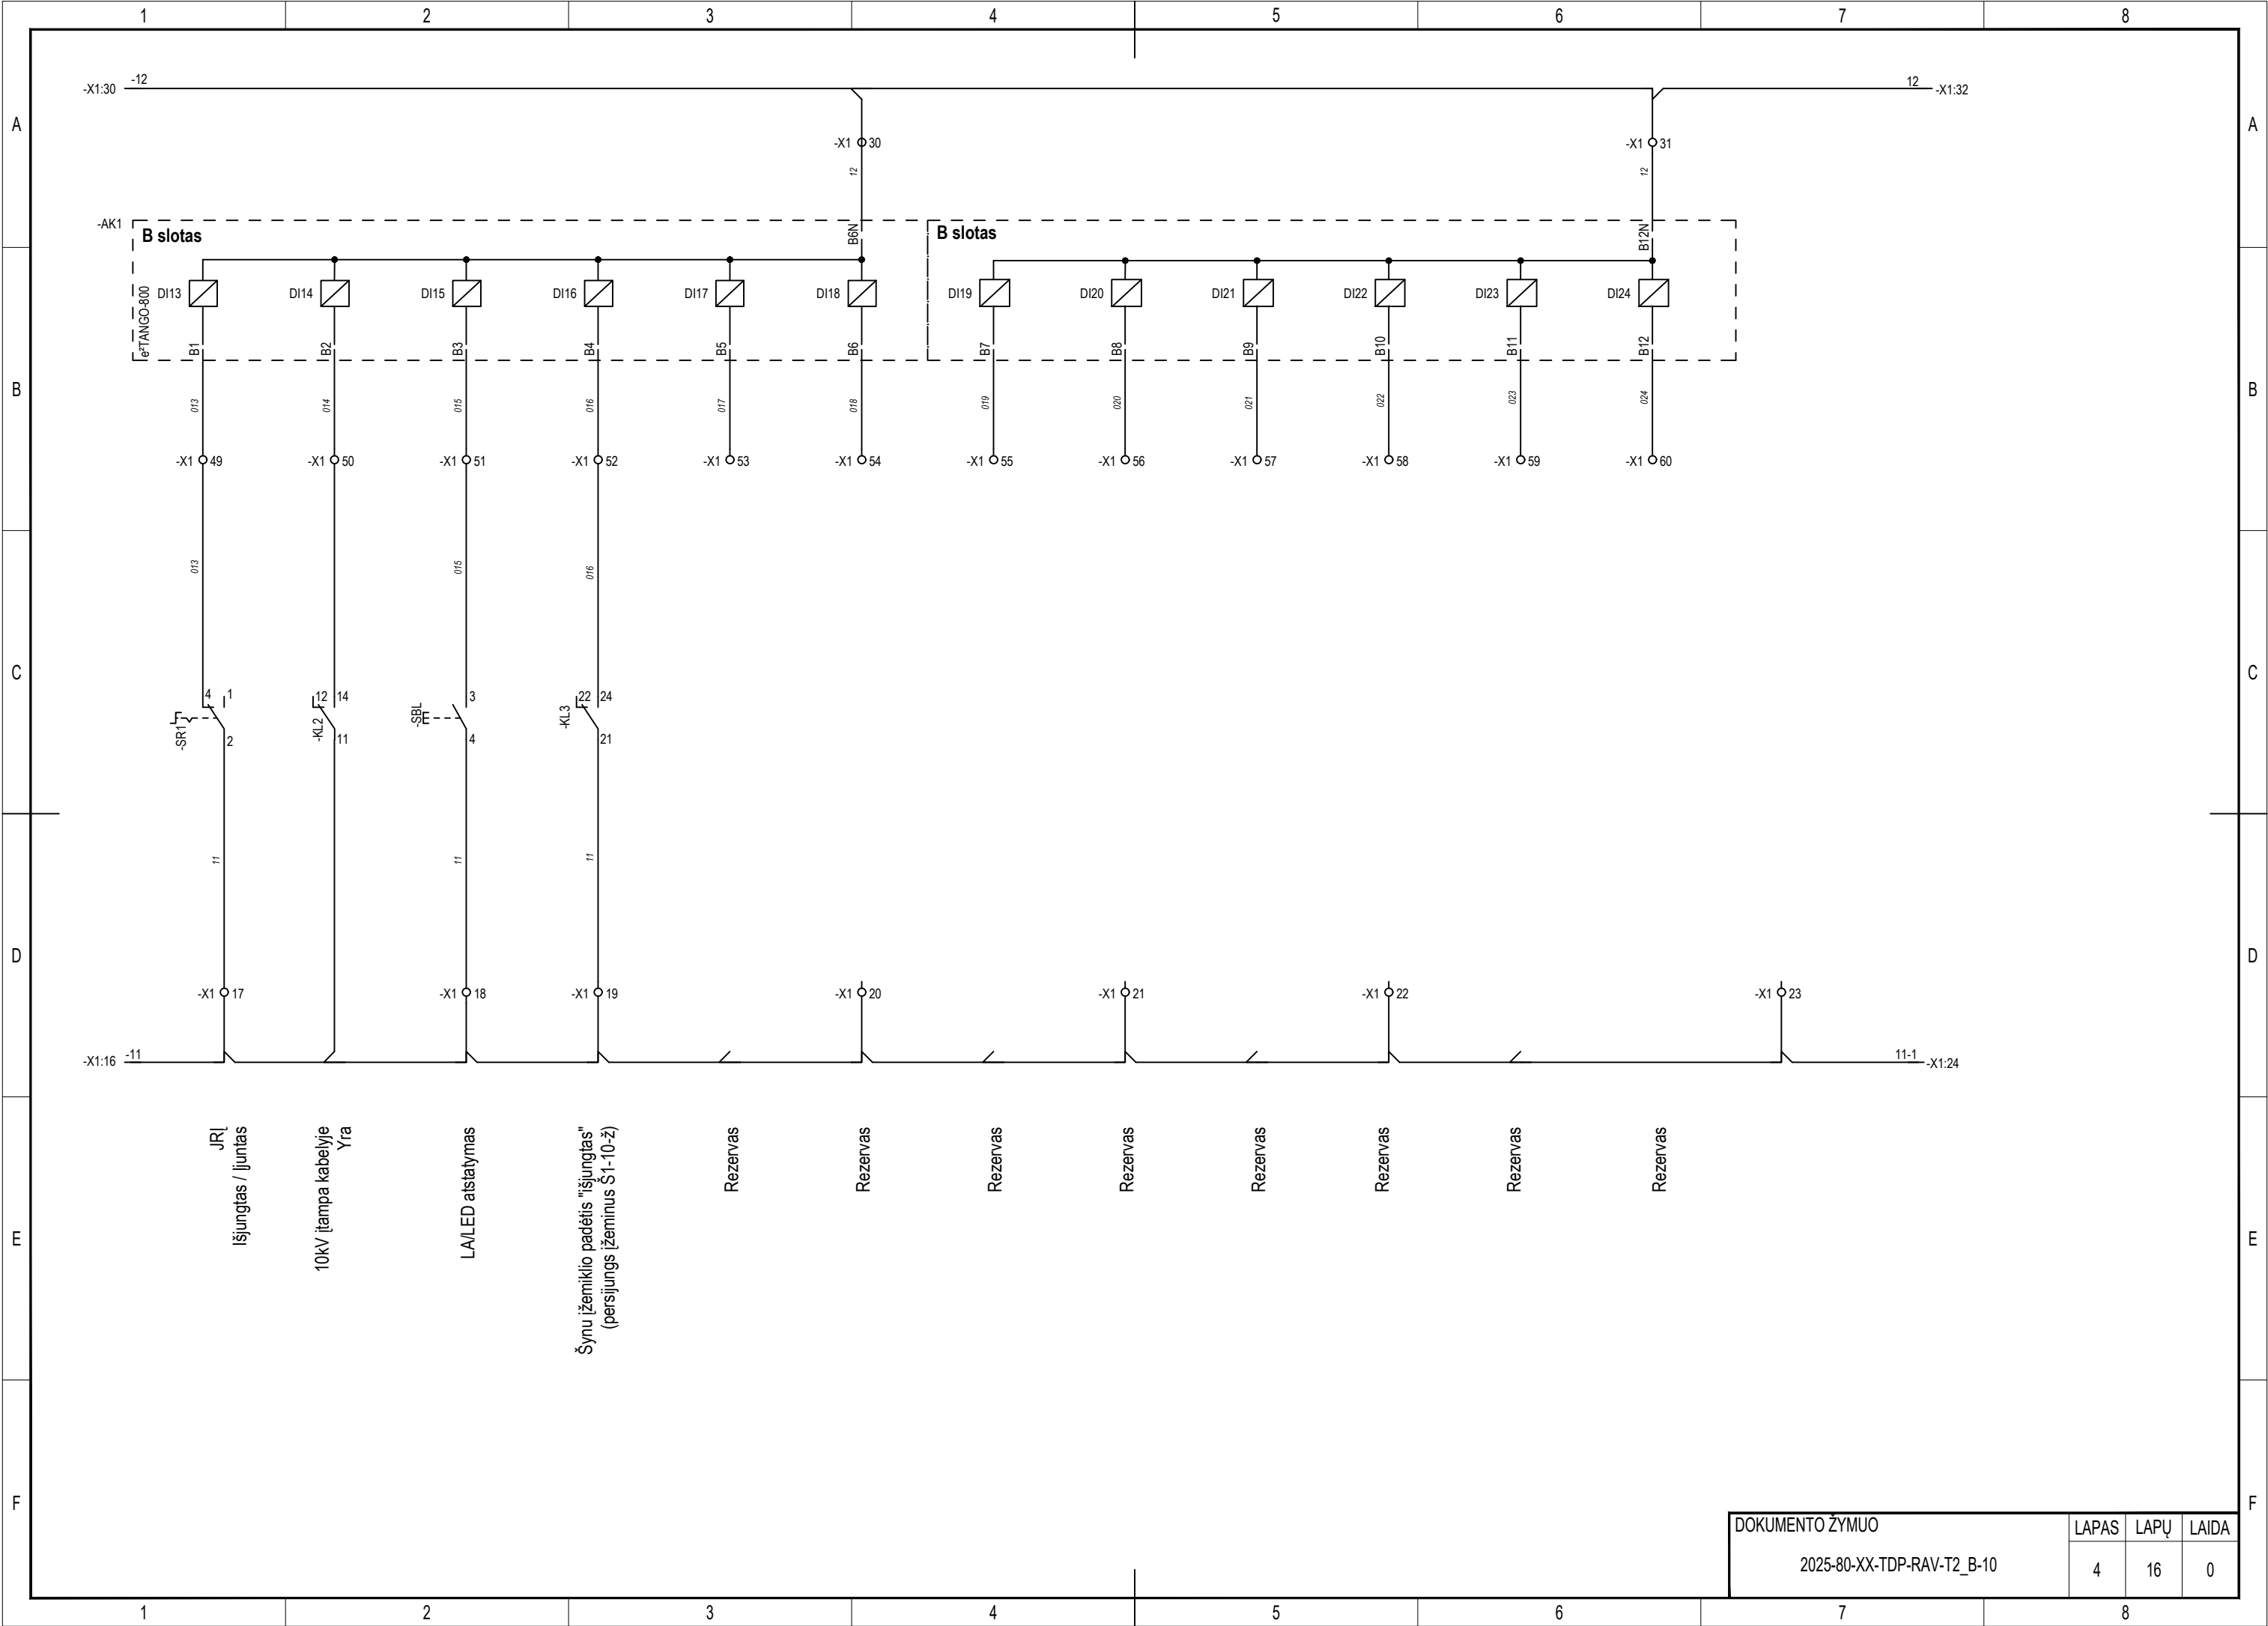 1 2 3 4 5 6 7 8
-X1:30 -12 12 -X1:32
A A
-X1 30 -X1 31
12 12
-AK1 B slotas B6N B slotas B12N
e²TANGO-800
DI13 DI14 DI15 DI16 DI17 DI18 DI19 DI20 DI21 DI22 DI23 DI24
B1 B2 B3 B4 B5 B6 B7 B8 B9 B10 B11 B12
B B
013 014 015 016 017 018 019 020 021 022 023 024
-X1 49 -X1 50 -X1 51 -X1 52 -X1 53 -X1 54 -X1 55 -X1 56 -X1 57 -X1 58 -X1 59 -X1 60
013 015 016
C C
4 1 12 14 3 22 24
-SR1 -KL2 -SBL -KL3
2 11 4 21
11 11 11
D D
-X1 17 -X1 18 -X1 19 -X1 20 -X1 21 -X1 22 -X1 23
-X1:16 -11 11-1 -X1:24
JRĮ
Išjungtas / Įjuntas
10kV įtampa kabelyje
Yra
LA/LED atstatymas
Šynu įžemiklio padėtis "išjungtas"
(persijungs įžeminus Š1-10-ž)
Rezervas
Rezervas
Rezervas
Rezervas
Rezervas
Rezervas
Rezervas
Rezervas
E E
F F
DOKUMENTO ŽYMUO LAPAS LAPŲ LAIDA
2025-80-XX-TDP-RAV-T2_B-10 4 16 0
1 2 3 4 5 6 7 8